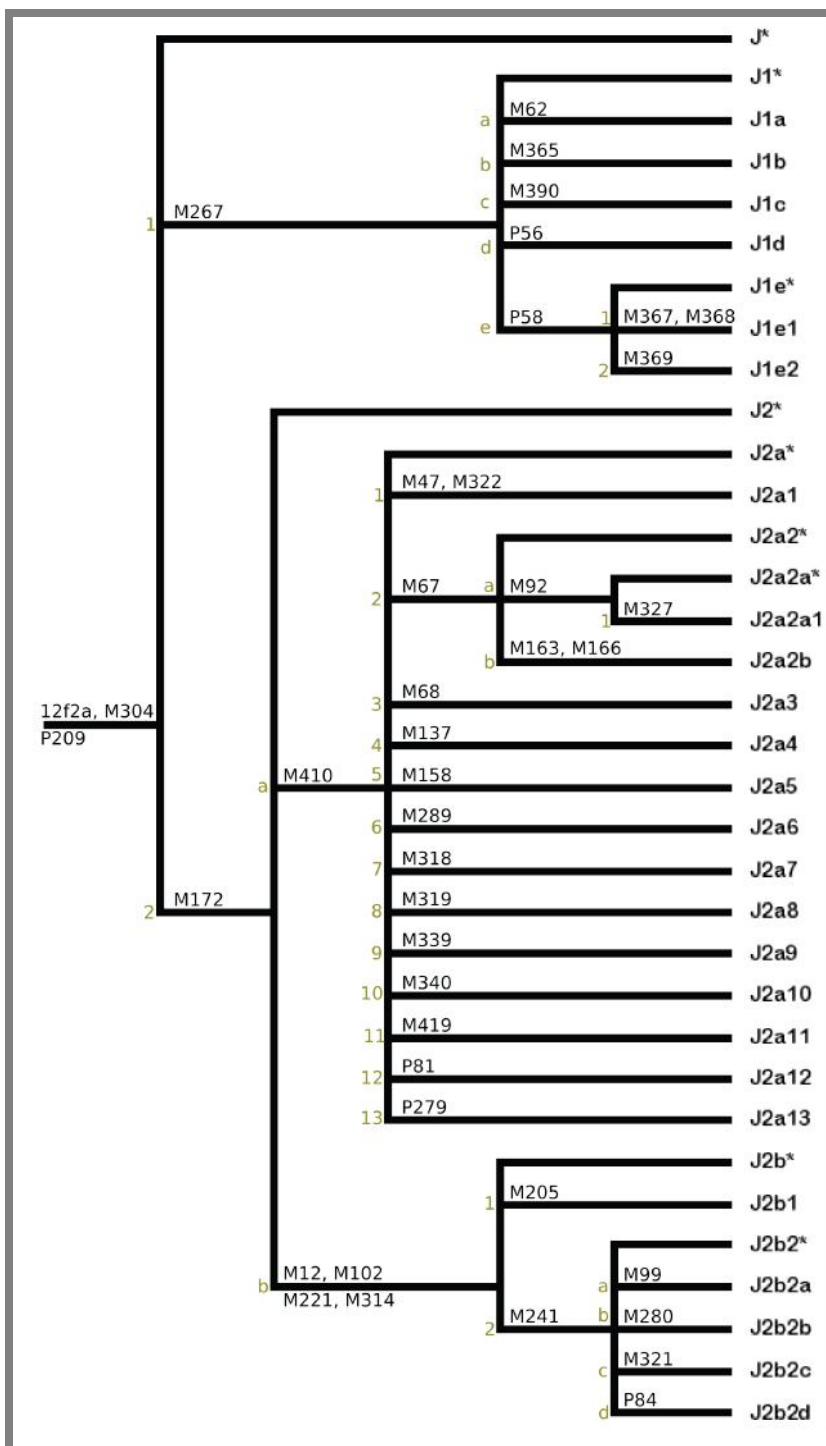 J*
J1*
a M62 J1a
b M365 J1b
c M390 J1c
1 M267
d P56 J1d
J1e*
e P58 1 M367, M368 J1e1
2 M369 J1e2
J2*
J2a*
1 M47, M322 J2a1
J2a2*
J2a2a*
2 M67 a M92
1 M327 J2a2a1
b M163, M166 J2a2b
3 M68 J2a3
12f2a, M304
P209
4 M137 J2a4
a M410 5 M158 J2a5
6 M289 J2a6
7 M318 J2a7
2 M172
8 M319 J2a8
9 M339 J2a9
10 M340 J2a10
11 M419 J2a11
12 P81 J2a12
13 P279 J2a13
J2b*
1 M205 J2b1
J2b2*
b M12, M102
M221, M314
a M99 J2b2a
2 M241 b M280 J2b2b
c M321 J2b2c
d P84 J2b2d